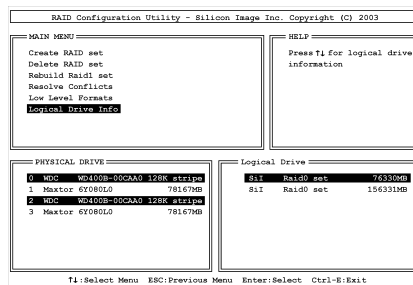 RAID Configuration Utility - Silicon Image Inc. Copyright (C) 2003
MAIN MENU
Create RAID set
Delete RAID set
Rebuild Raid1 set
Resolve Conflicts
Low Level Formats
Logical Drive Info
HELP
Press ↑↓ for logical drive
information
PHYSICAL DRIVE
0 WDC WD400B-00CAA0 128K stripe
1 Maxtor 6Y080L0 78167MB
2 WDC WD400B-00CAA0 128K stripe
3 Maxtor 6Y080L0 78167MB
Logical Drive
SiI Raid0 set 76330MB
SiI Raid0 set 156331MB
↑↓:Select Menu ESC:Previous Menu Enter:Select Ctrl-E:Exit